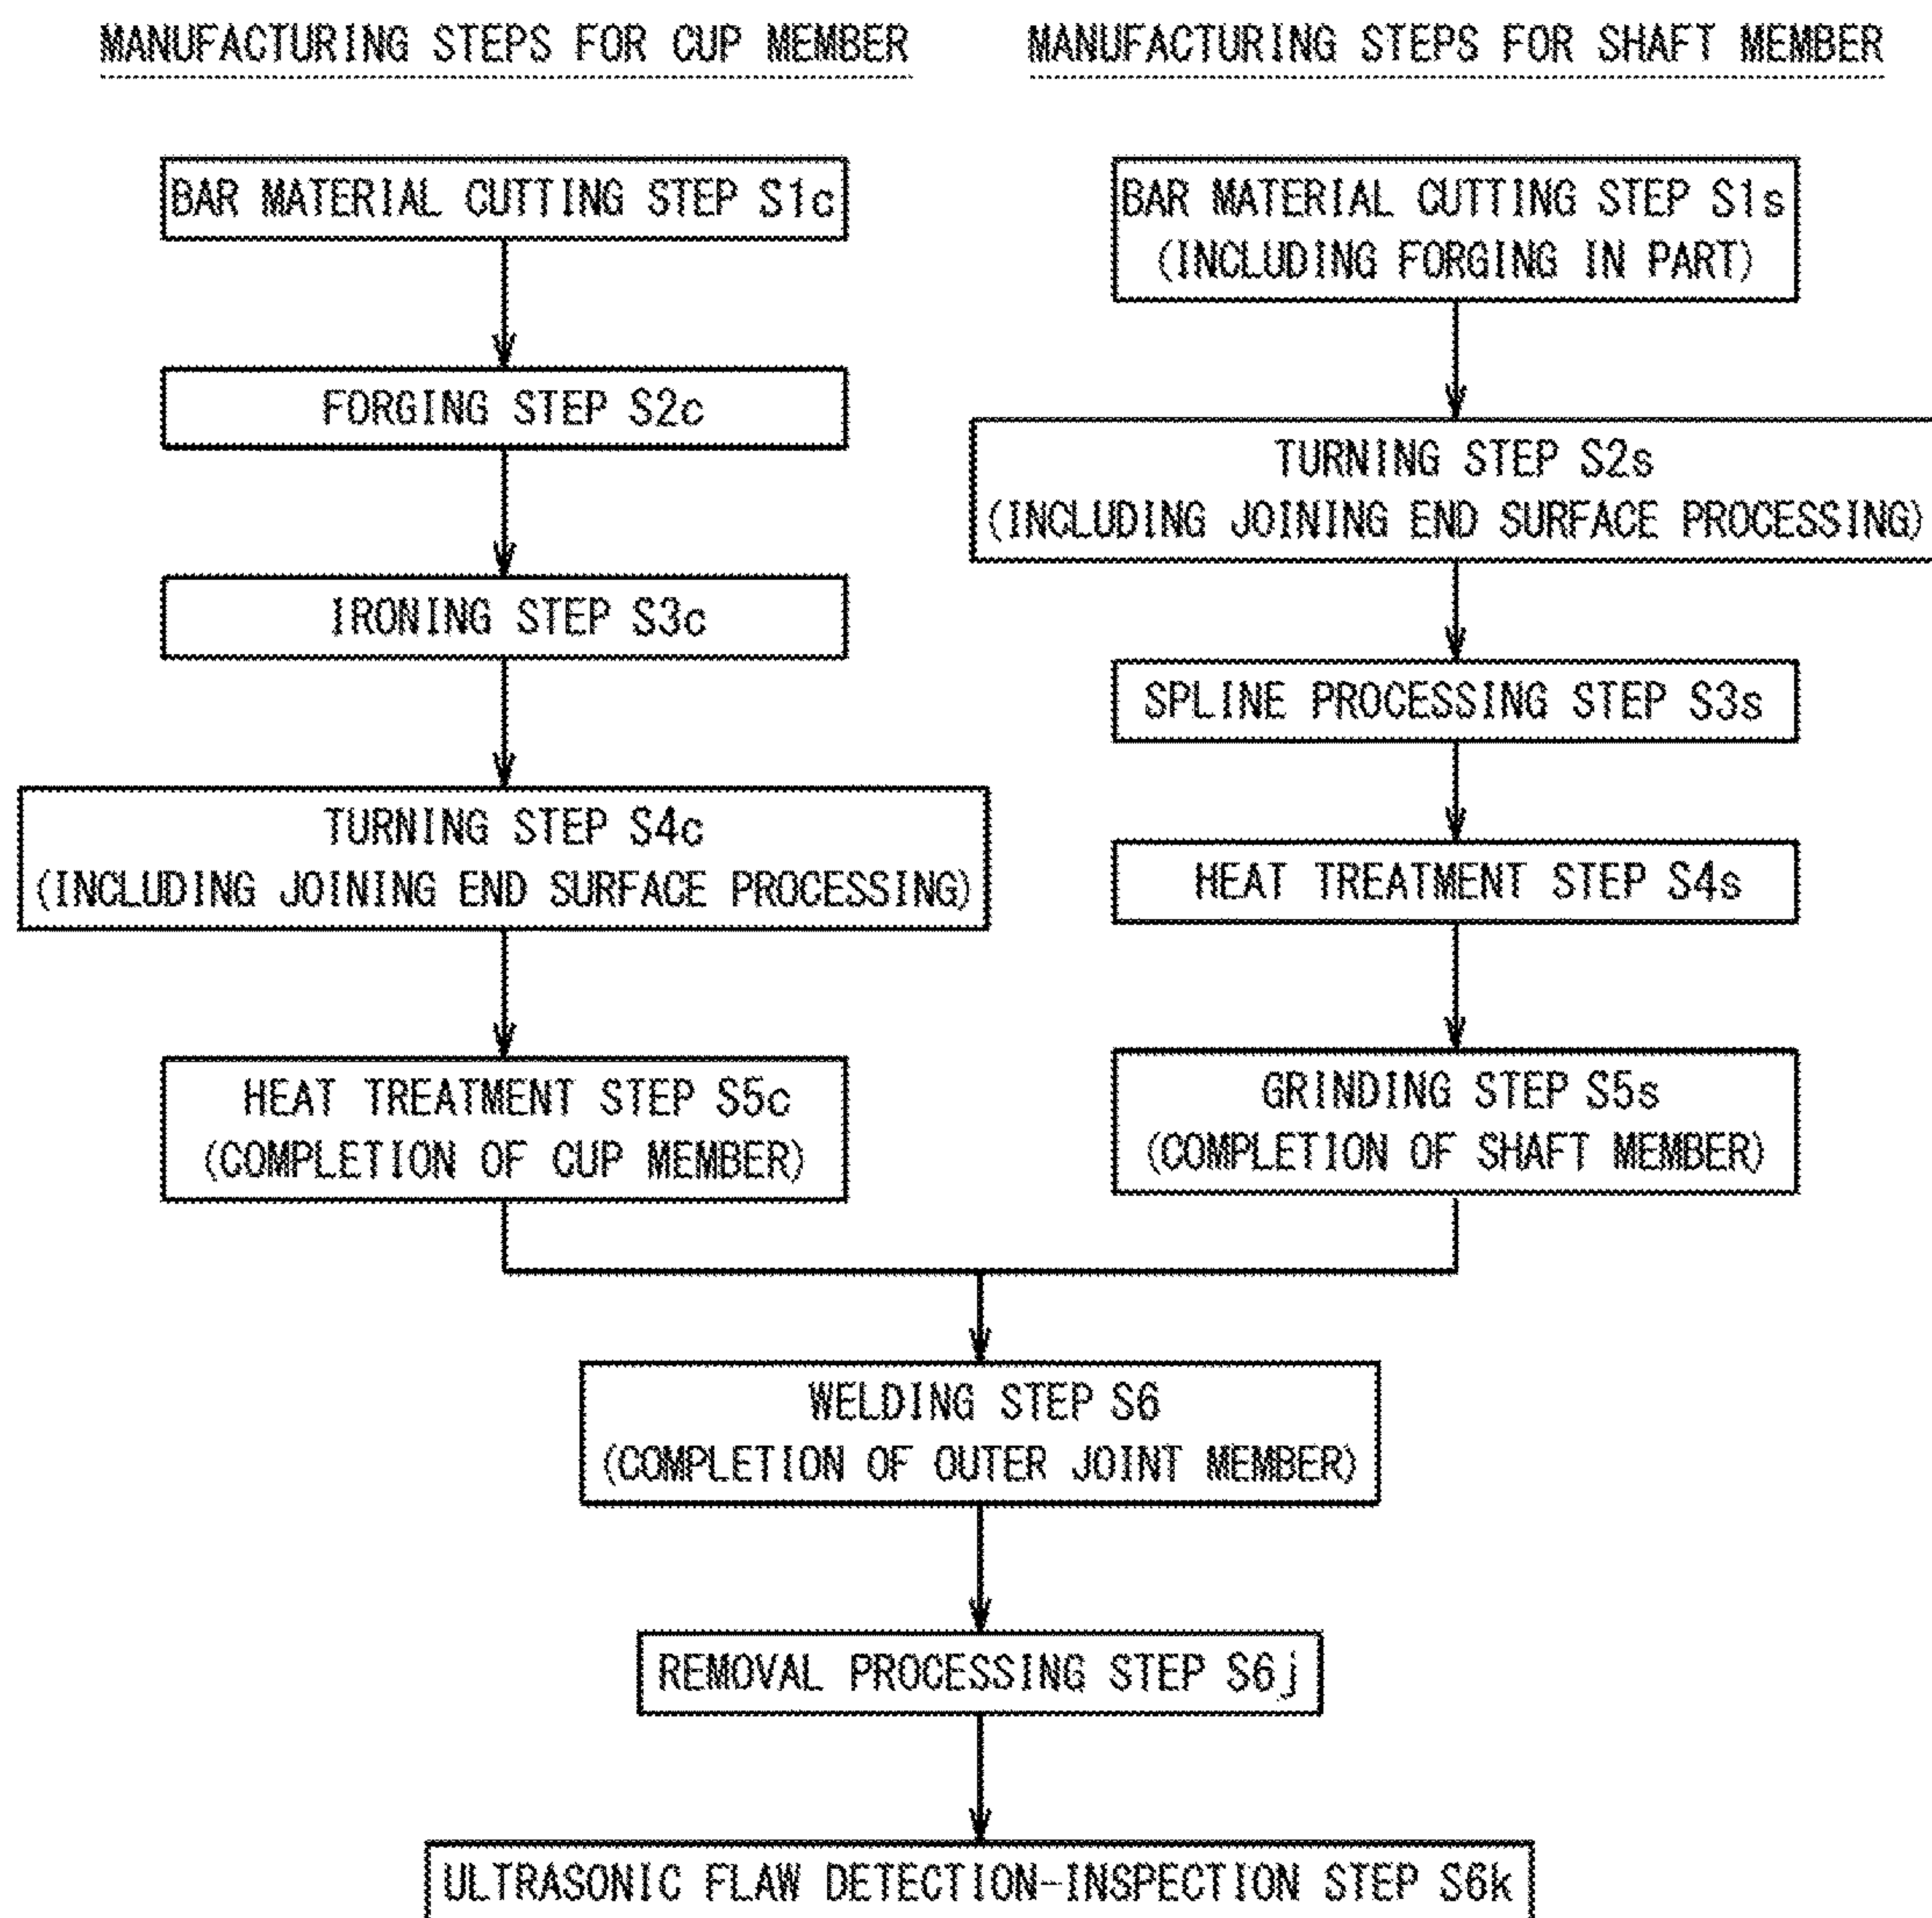 MANUFACTURING STEPS FOR CUP MEMBER
BAR MATERIAL CUTTING STEP S1c
FORGING STEP S2c
IRONING STEP S3c
TURNING STEP S4c
(INCLUDING JOINING END SURFACE PROCESSING)
HEAT TREATMENT STEP S5c
(COMPLETION OF CUP MEMBER)
MANUFACTURING STEPS FOR SHAFT MEMBER
BAR MATERIAL CUTTING STEP S1s
(INCLUDING FORGING IN PART)
TURNING STEP S2s
(INCLUDING JOINING END SURFACE PROCESSING)
SPLINE PROCESSING STEP S3s
HEAT TREATMENT STEP S4s
GRINDING STEP S5s
(COMPLETION OF SHAFT MEMBER)
WELDING STEP S6
(COMPLETION OF OUTER JOINT MEMBER)
REMOVAL PROCESSING STEP S6j
ULTRASONIC FLAW DETECTION-INSPECTION STEP S6k